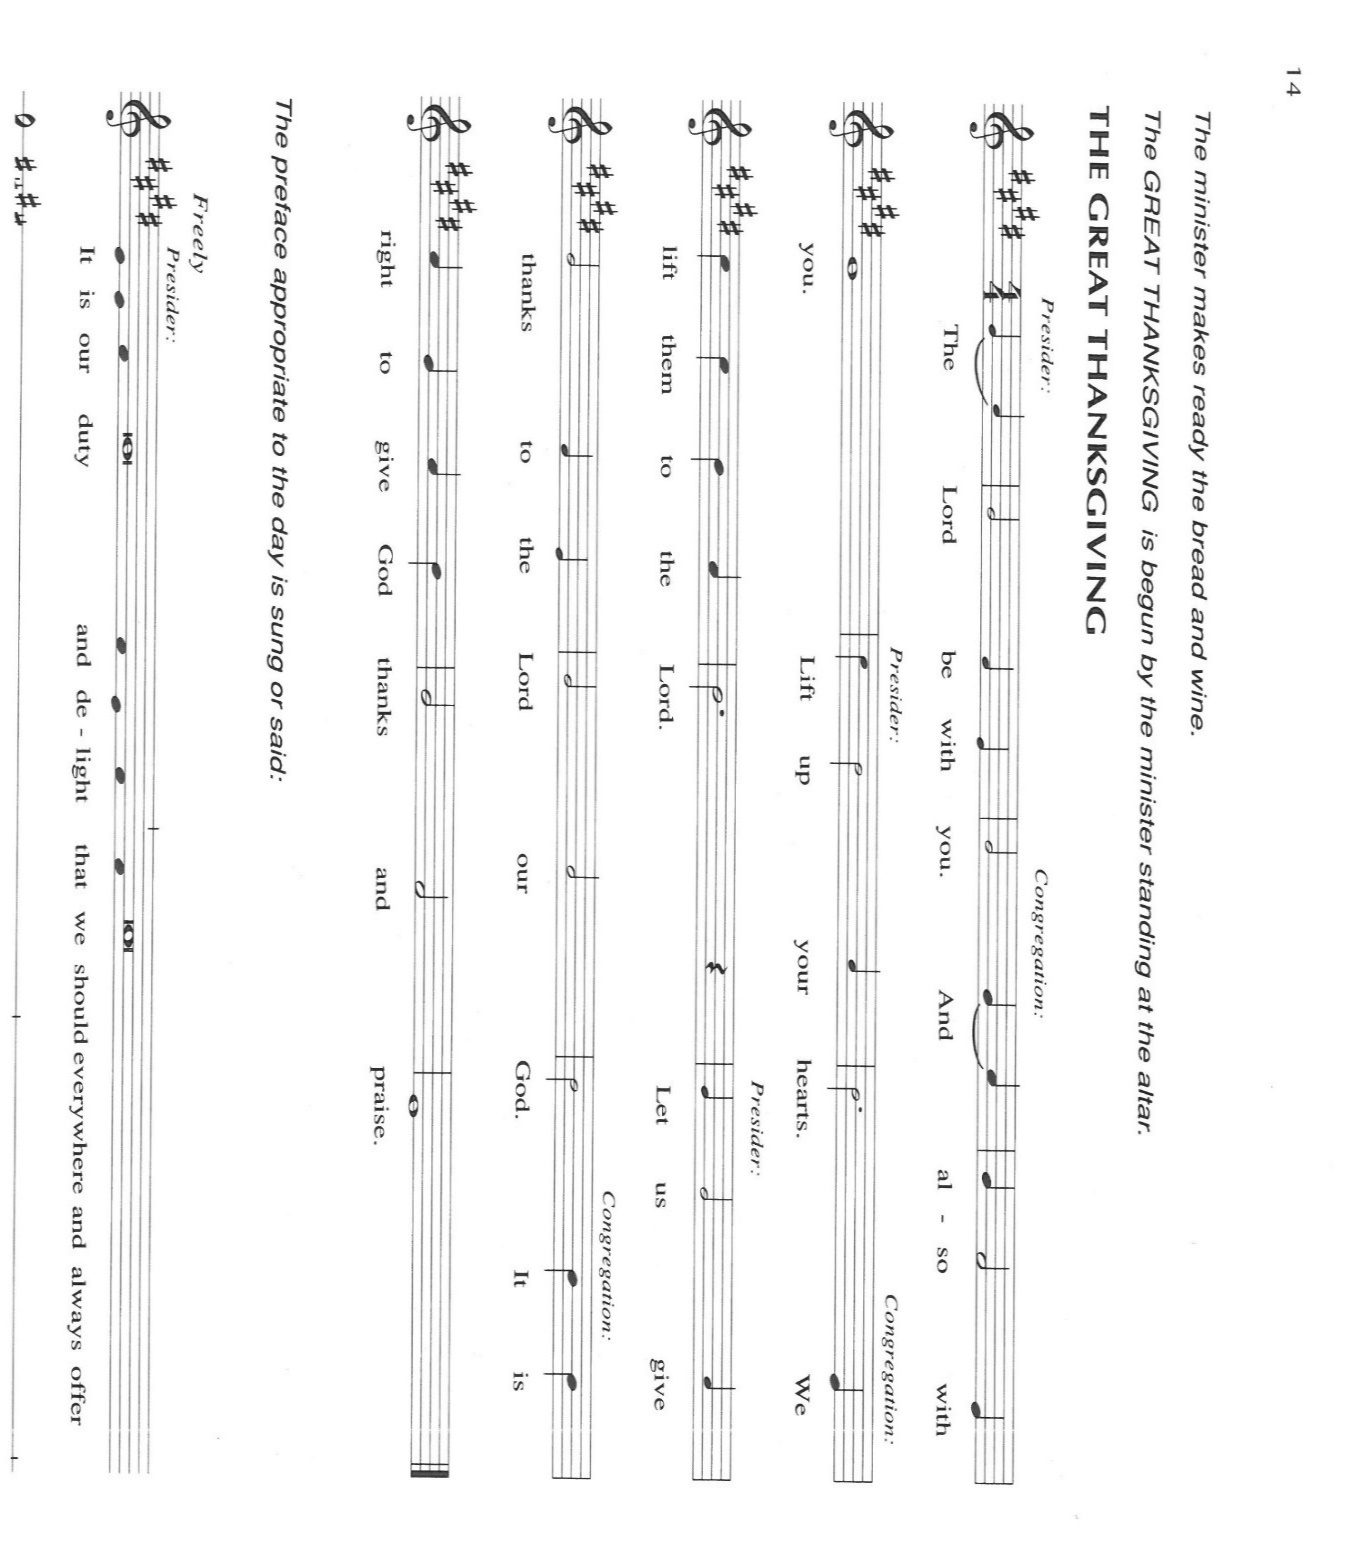 14
The minister makes ready the bread and wine.
The GREAT THANKSGIVING is begun by the minister standing at the altar.
THE GREAT THANKSGIVING
Presider: Congregation:
The Lord be with you. And al - so with
Presider: Congregation:
you. Lift up your hearts. We
Presider:
lift them to the Lord. Let us give
Congregation:
thanks to the Lord our God. It is
right to give God thanks and praise.
The preface appropriate to the day is sung or said:
Freely
Presider:
It is our duty and de - light that we should everywhere and always offer